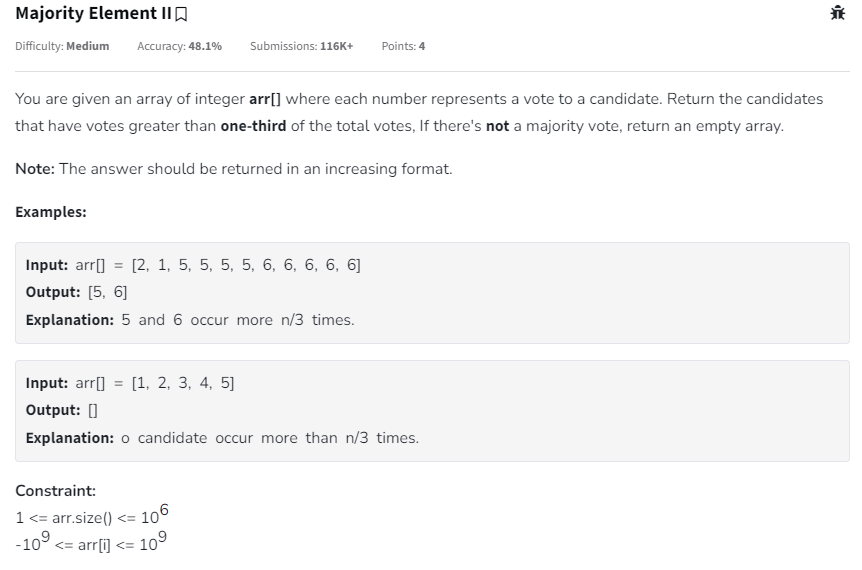 Majority Element II
Difficulty: Medium Accuracy: 48.1% Submissions: 116K+ Points: 4
You are given an array of integer arr[] where each number represents a vote to a candidate. Return the candidates
that have votes greater than one-third of the total votes, If there's not a majority vote, return an empty array.
Note: The answer should be returned in an increasing format.
Examples:
Input: arr[] = [2, 1, 5, 5, 5, 5, 6, 6, 6, 6, 6]
Output: [5, 6]
Explanation: 5 and 6 occur more n/3 times.
Input: arr[] = [1, 2, 3, 4, 5]
Output: []
Explanation: o candidate occur more than n/3 times.
Constraint:
1 <= arr.size() <= 10^6
-10^9 <= arr[i] <= 10^9